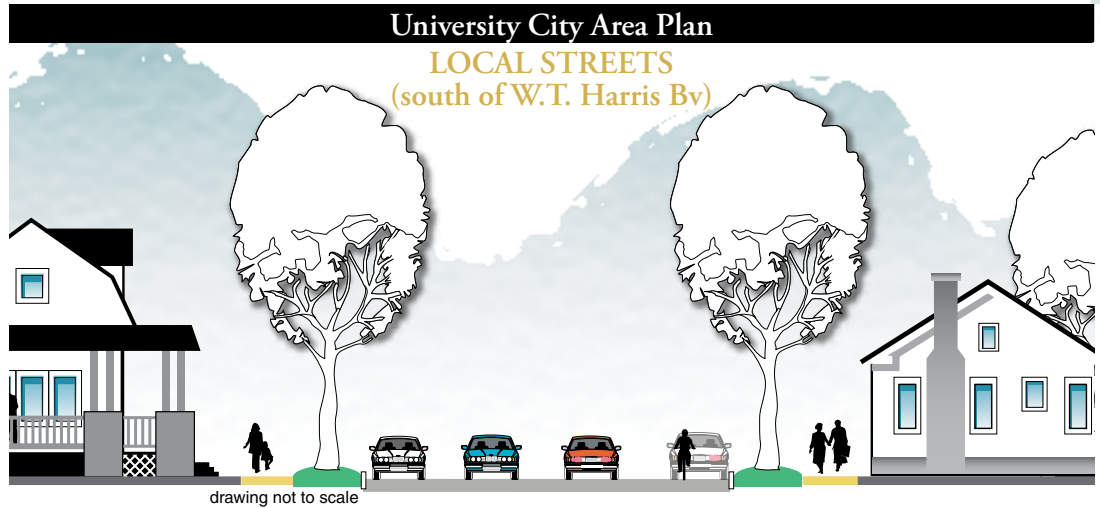 University City Area Plan
LOCAL STREETS
(south of W.T. Harris Bv)
drawing not to scale